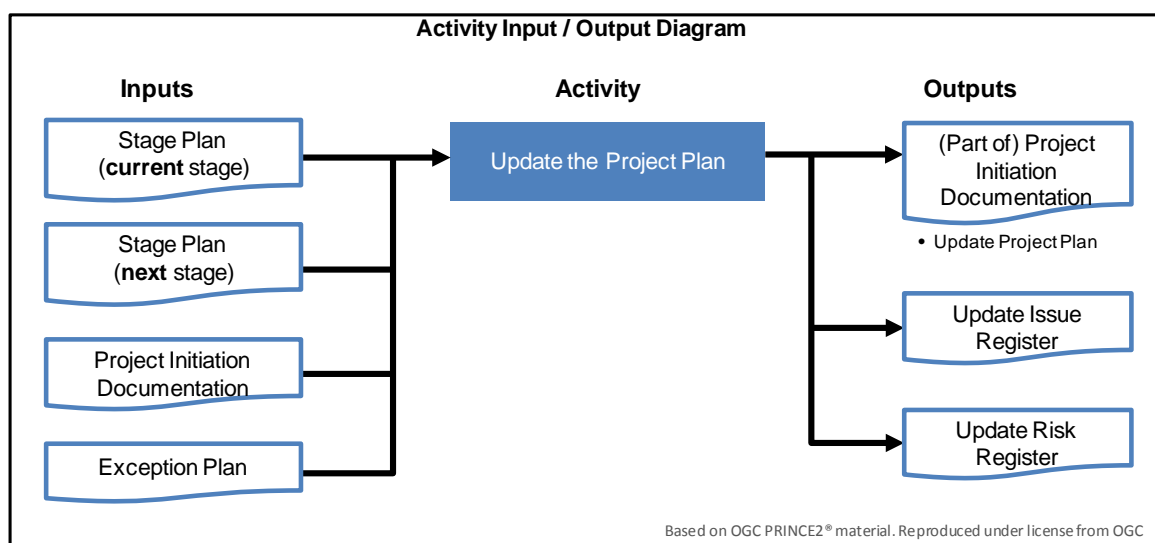 Activity Input / Output Diagram
Inputs
Activity
Outputs
Stage Plan
(current stage)
Stage Plan
(next stage)
Project Initiation
Documentation
Exception Plan
Update the Project Plan
(Part of) Project
Initiation
Documentation
• Update Project Plan
Update Issue
Register
Update Risk
Register
Based on OGC PRINCE2® material. Reproduced under license from OGC